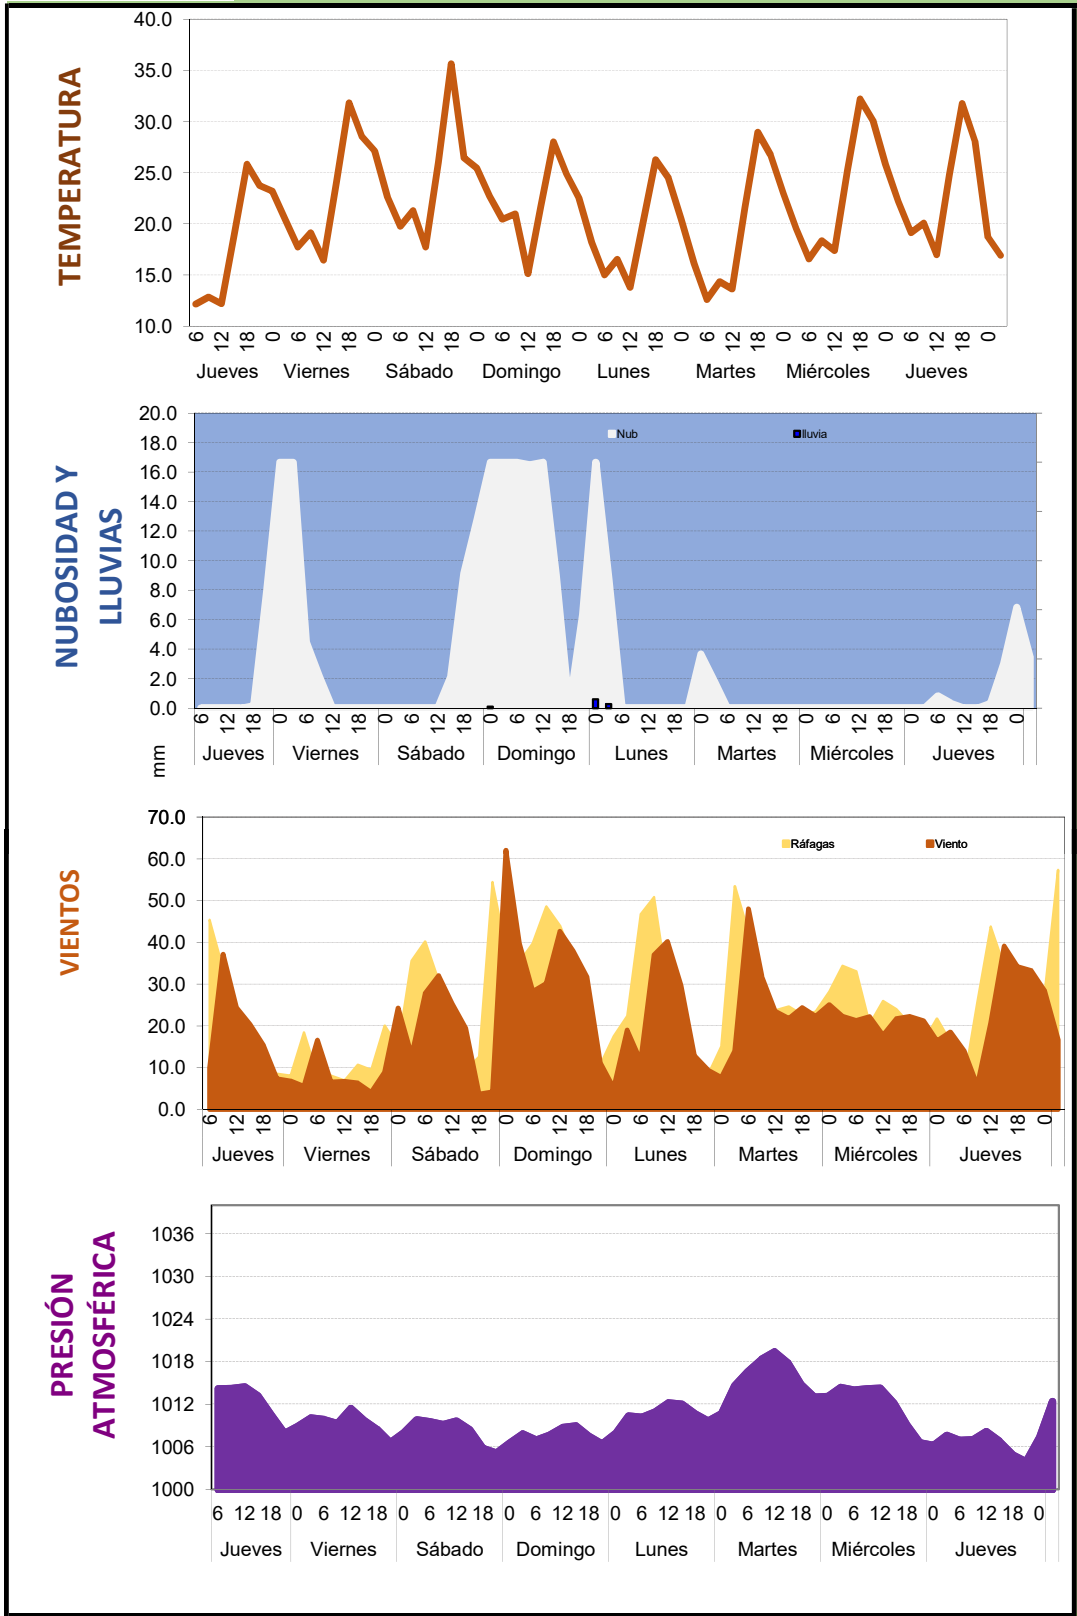 TEMPERATURA
40.0
35.0
30.0
25.0
20.0
15.0
10.0
6 12 18 0 6 12 18 0 6 12 18 0 6 12 18 0 6 12 18 0 6 12 18 0 6 12 18 0 6 12 18 0
Jueves Viernes Sábado Domingo Lunes Martes Miércoles Jueves
NUBOSIDAD Y
LLUVIAS
20.0
18.0
16.0
14.0
12.0
10.0
8.0
6.0
4.0
2.0
0.0
Nub lluvia
6 12 18 0 6 12 18 0 6 12 18 0 6 12 18 0 6 12 18 0 6 12 18 0 6 12 18 0 6 12 18 0
Jueves Viernes Sábado Domingo Lunes Martes Miércoles Jueves
mm
VIENTOS
70.0
60.0
50.0
40.0
30.0
20.0
10.0
0.0
Ráfagas Viento
6 12 18 0 6 12 18 0 6 12 18 0 6 12 18 0 6 12 18 0 6 12 18 0 6 12 18 0 6 12 18 0
Jueves Viernes Sábado Domingo Lunes Martes Miércoles Jueves
PRESIÓN
ATMOSFÉRICA
1036
1030
1024
1018
1012
1006
1000
6 12 18 0 6 12 18 0 6 12 18 0 6 12 18 0 6 12 18 0 6 12 18 0 6 12 18 0 6 12 18 0
Jueves Viernes Sábado Domingo Lunes Martes Miércoles Jueves